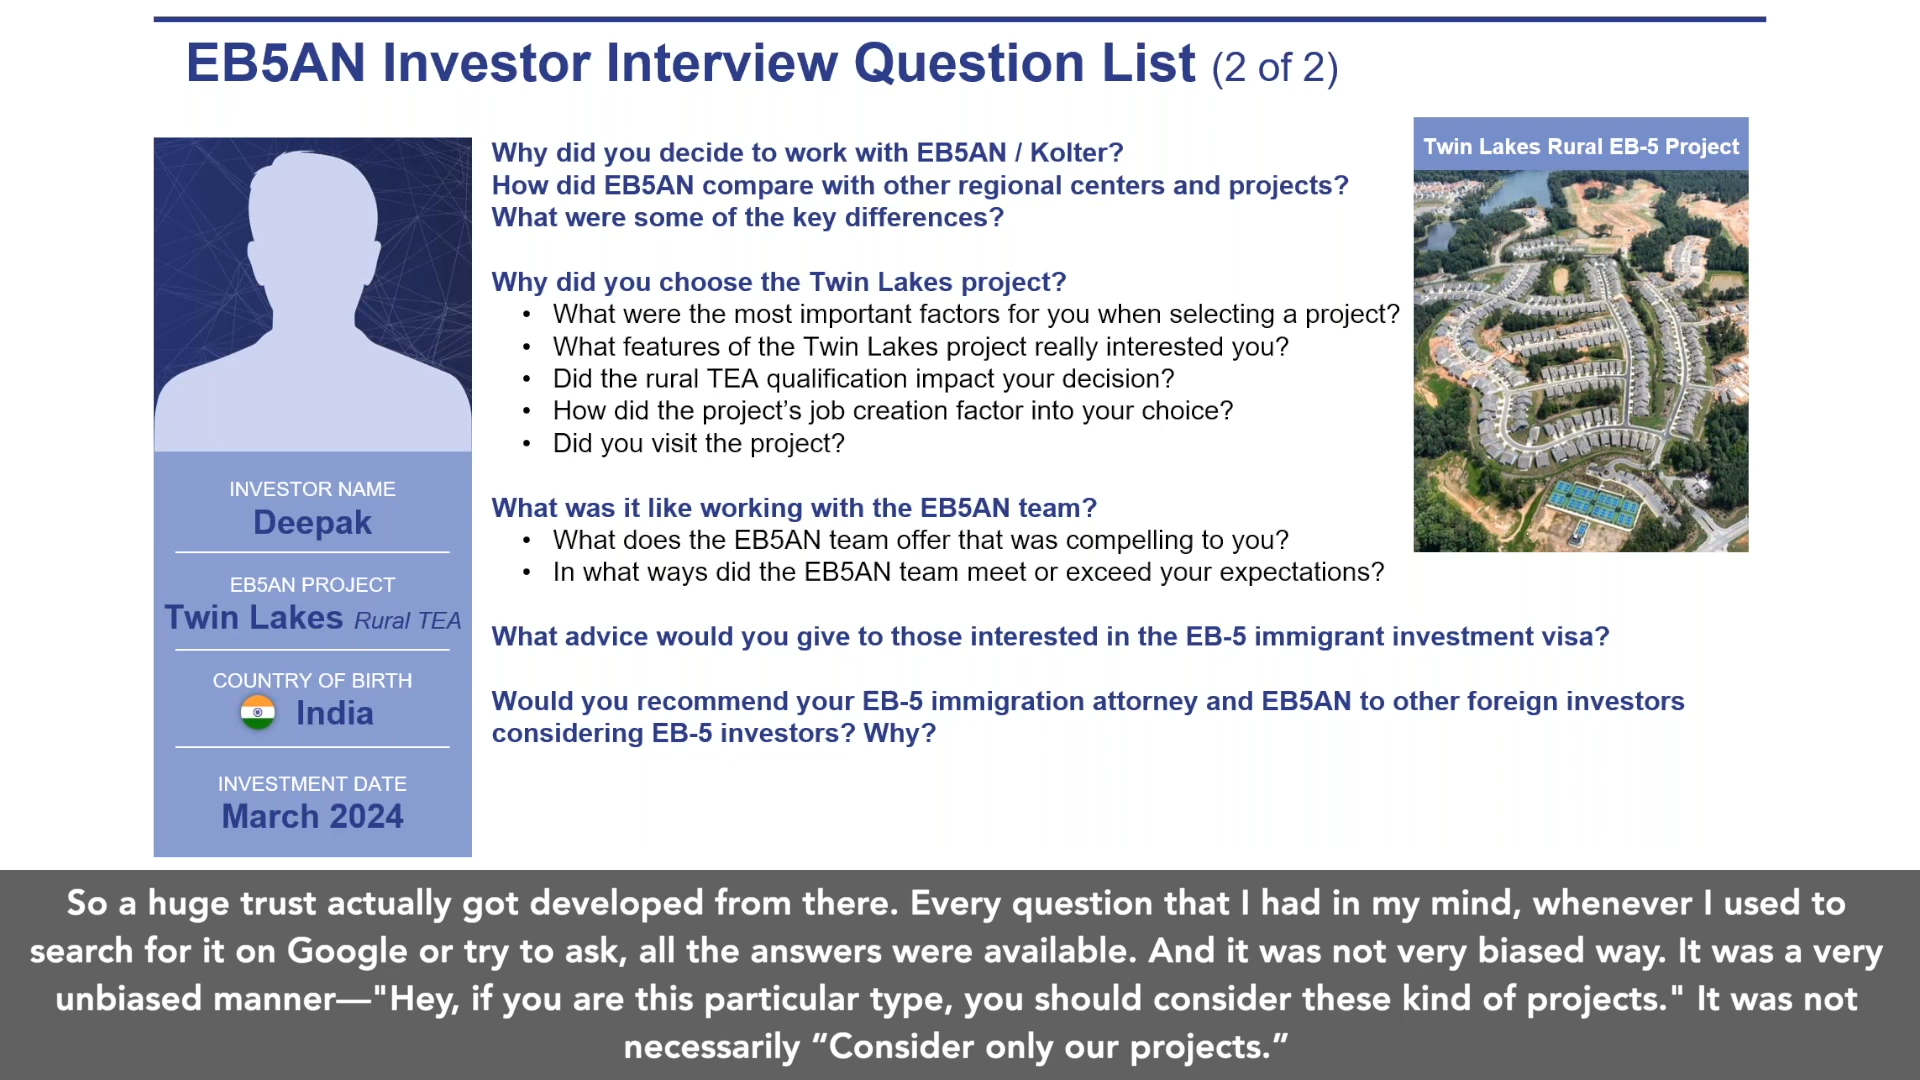 EB5AN Investor Interview Question List (2 of 2)
Twin Lakes Rural EB-5 Project
Why did you decide to work with EB5AN / Kolter?
How did EB5AN compare with other regional centers and projects?
What were some of the key differences?
Why did you choose the Twin Lakes project?
• What were the most important factors for you when selecting a project?
• What features of the Twin Lakes project really interested you?
• Did the rural TEA qualification impact your decision?
• How did the project’s job creation factor into your choice?
• Did you visit the project?
What was it like working with the EB5AN team?
• What does the EB5AN team offer that was compelling to you?
• In what ways did the EB5AN team meet or exceed your expectations?
What advice would you give to those interested in the EB-5 immigrant investment visa?
Would you recommend your EB-5 immigration attorney and EB5AN to other foreign investors
considering EB-5 investors? Why?
INVESTOR NAME
Deepak
EB5AN PROJECT
Twin Lakes Rural TEA
COUNTRY OF BIRTH
India
INVESTMENT DATE
March 2024
So a huge trust actually got developed from there. Every question that I had in my mind, whenever I used to
search for it on Google or try to ask, all the answers were available. And it was not very biased way. It was a very
unbiased manner—"Hey, if you are this particular type, you should consider these kind of projects." It was not
necessarily “Consider only our projects.”